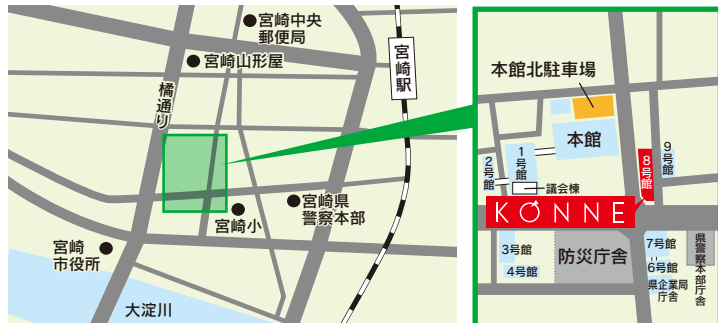 宮崎中央
郵便局
宮崎山形屋
宮崎駅
橘通り
宮崎小
宮崎県
警察本部
宮崎
市役所
大淀川
本館北駐車場
本館
1号館
2号館
議会棟
8号館
9号館
KONNE
3号館
4号館
防災庁舎
7号館
6号館
県企業局
庁舎
県警察本部庁舎